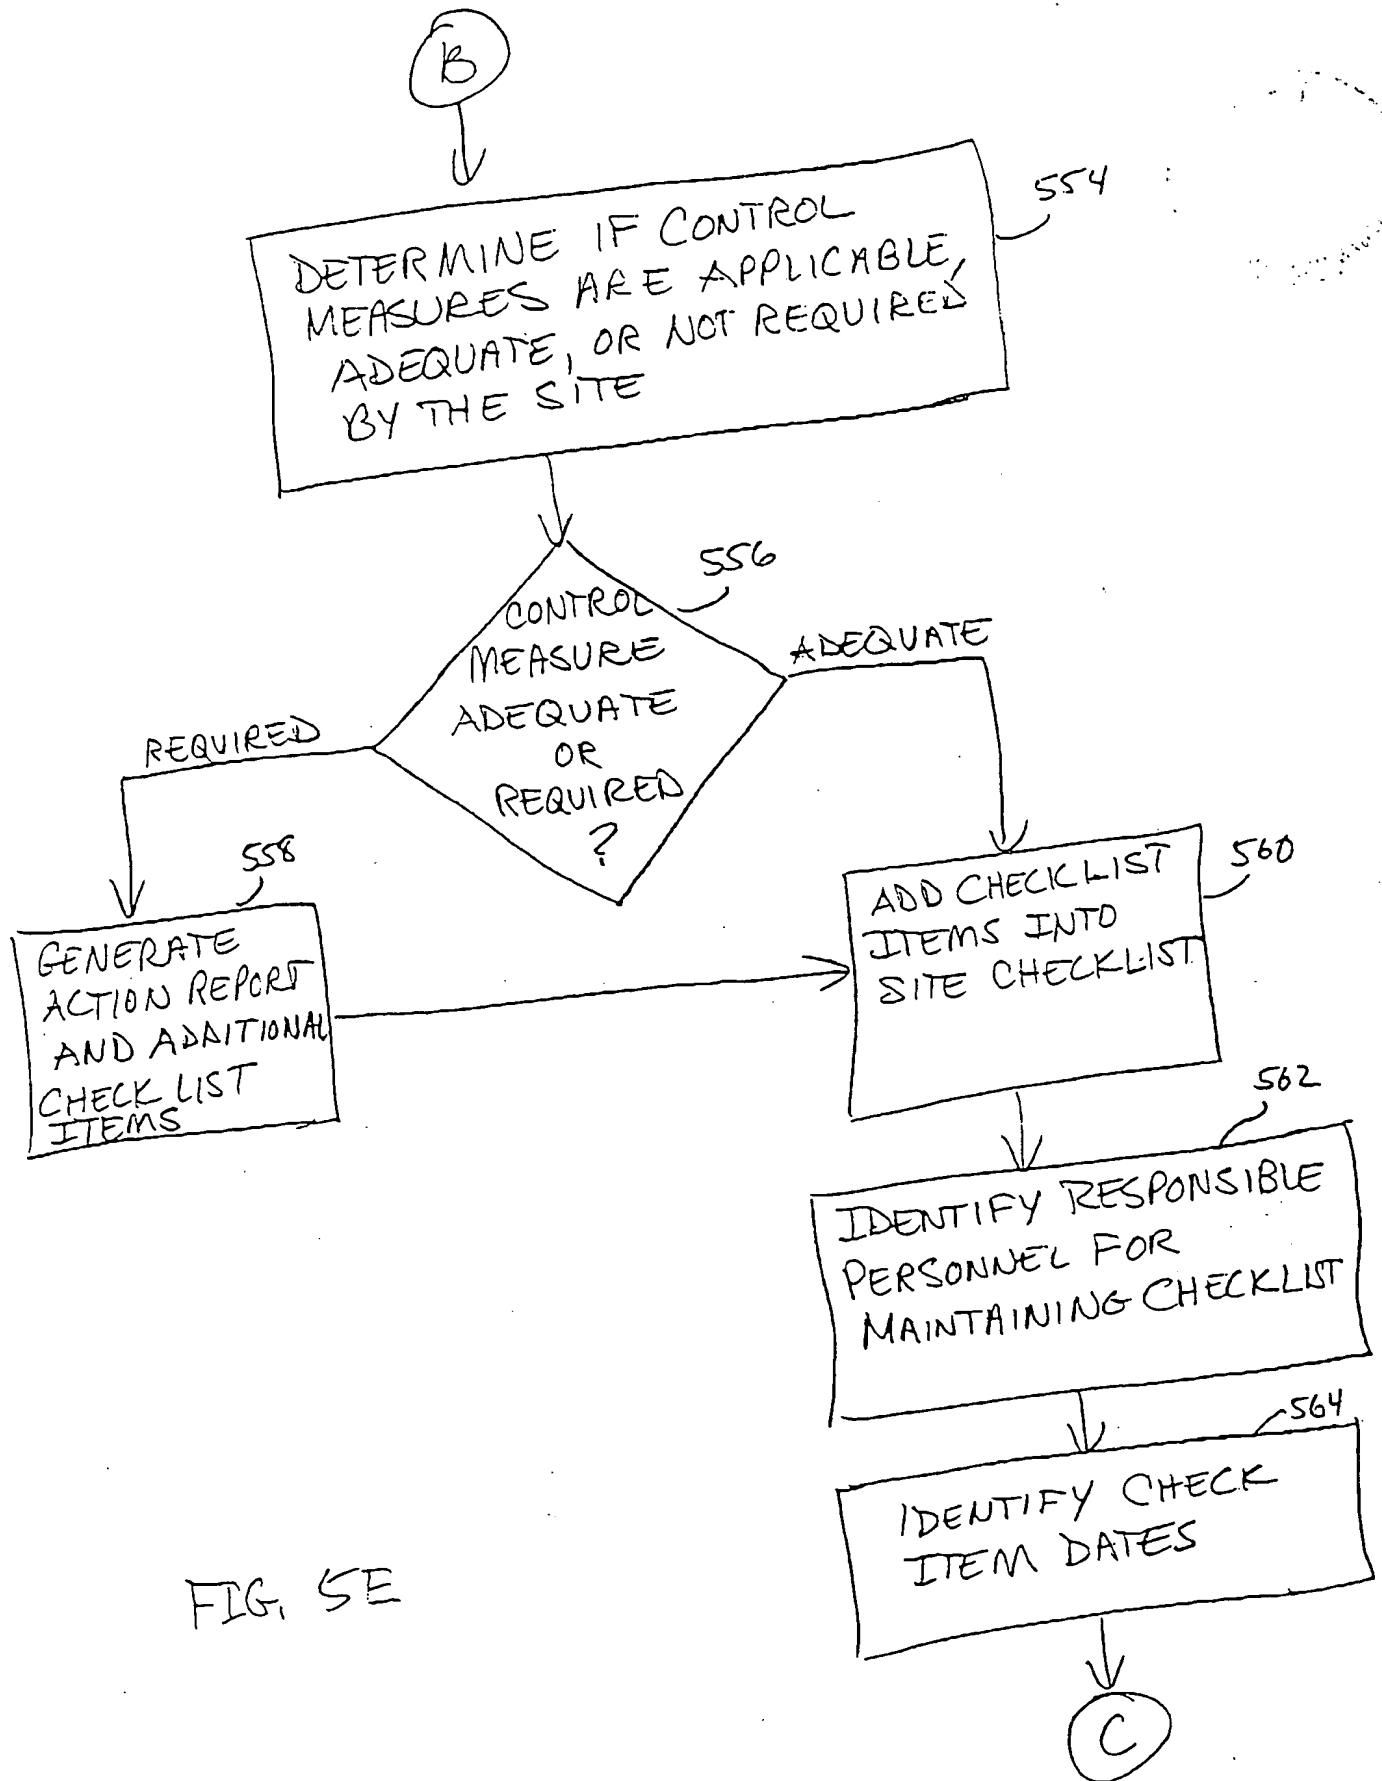 B
554
DETERMINE IF CONTROL
MEASURES ARE APPLICABLE,
ADEQUATE, OR NOT REQUIRED
BY THE SITE
556
CONTROL
MEASURE
ADEQUATE
OR
REQUIRED
?
ADEQUATE
REQUIRED
558
GENERATE
ACTION REPORT
AND ADDITIONAL
CHECK LIST
ITEMS
560
ADD CHECKLIST
ITEMS INTO
SITE CHECKLIST
562
IDENTIFY RESPONSIBLE
PERSONNEL FOR
MAINTAINING CHECKLIST
564
IDENTIFY CHECK
ITEM DATES
FIG. 5E
C